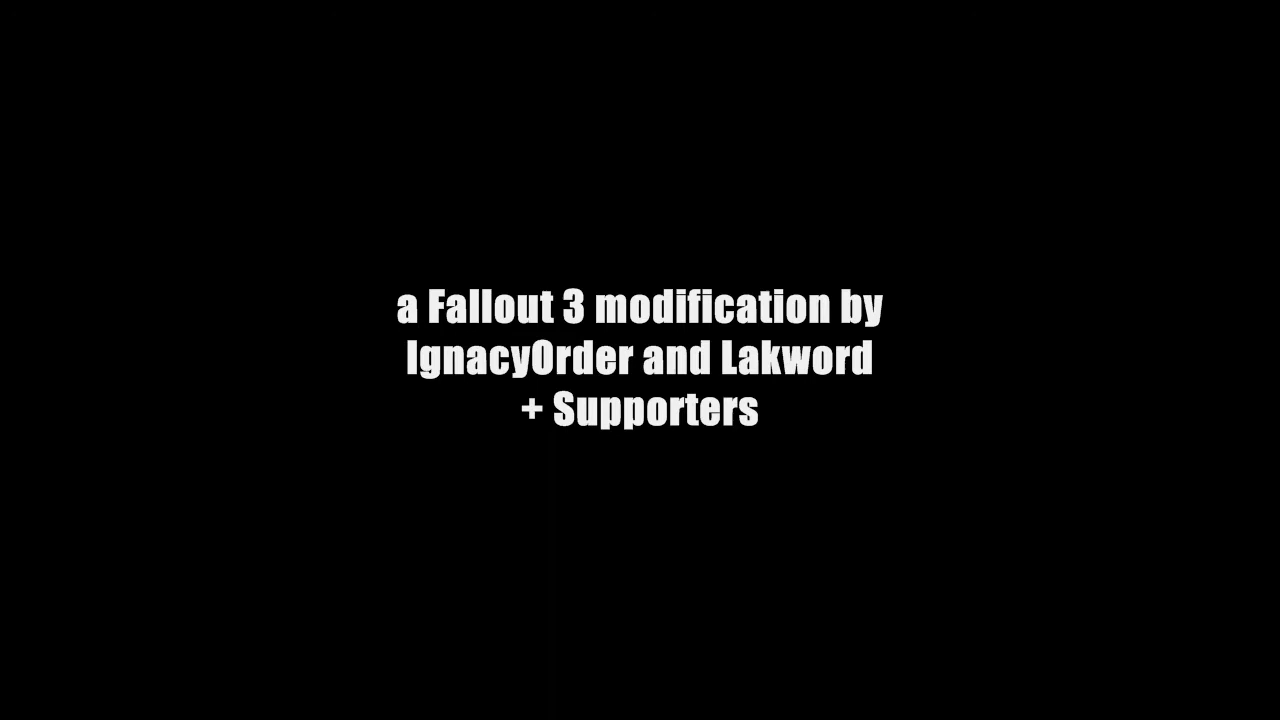 a Fallout 3 modification by
IgnacyOrder and Lakword
+ Supporters